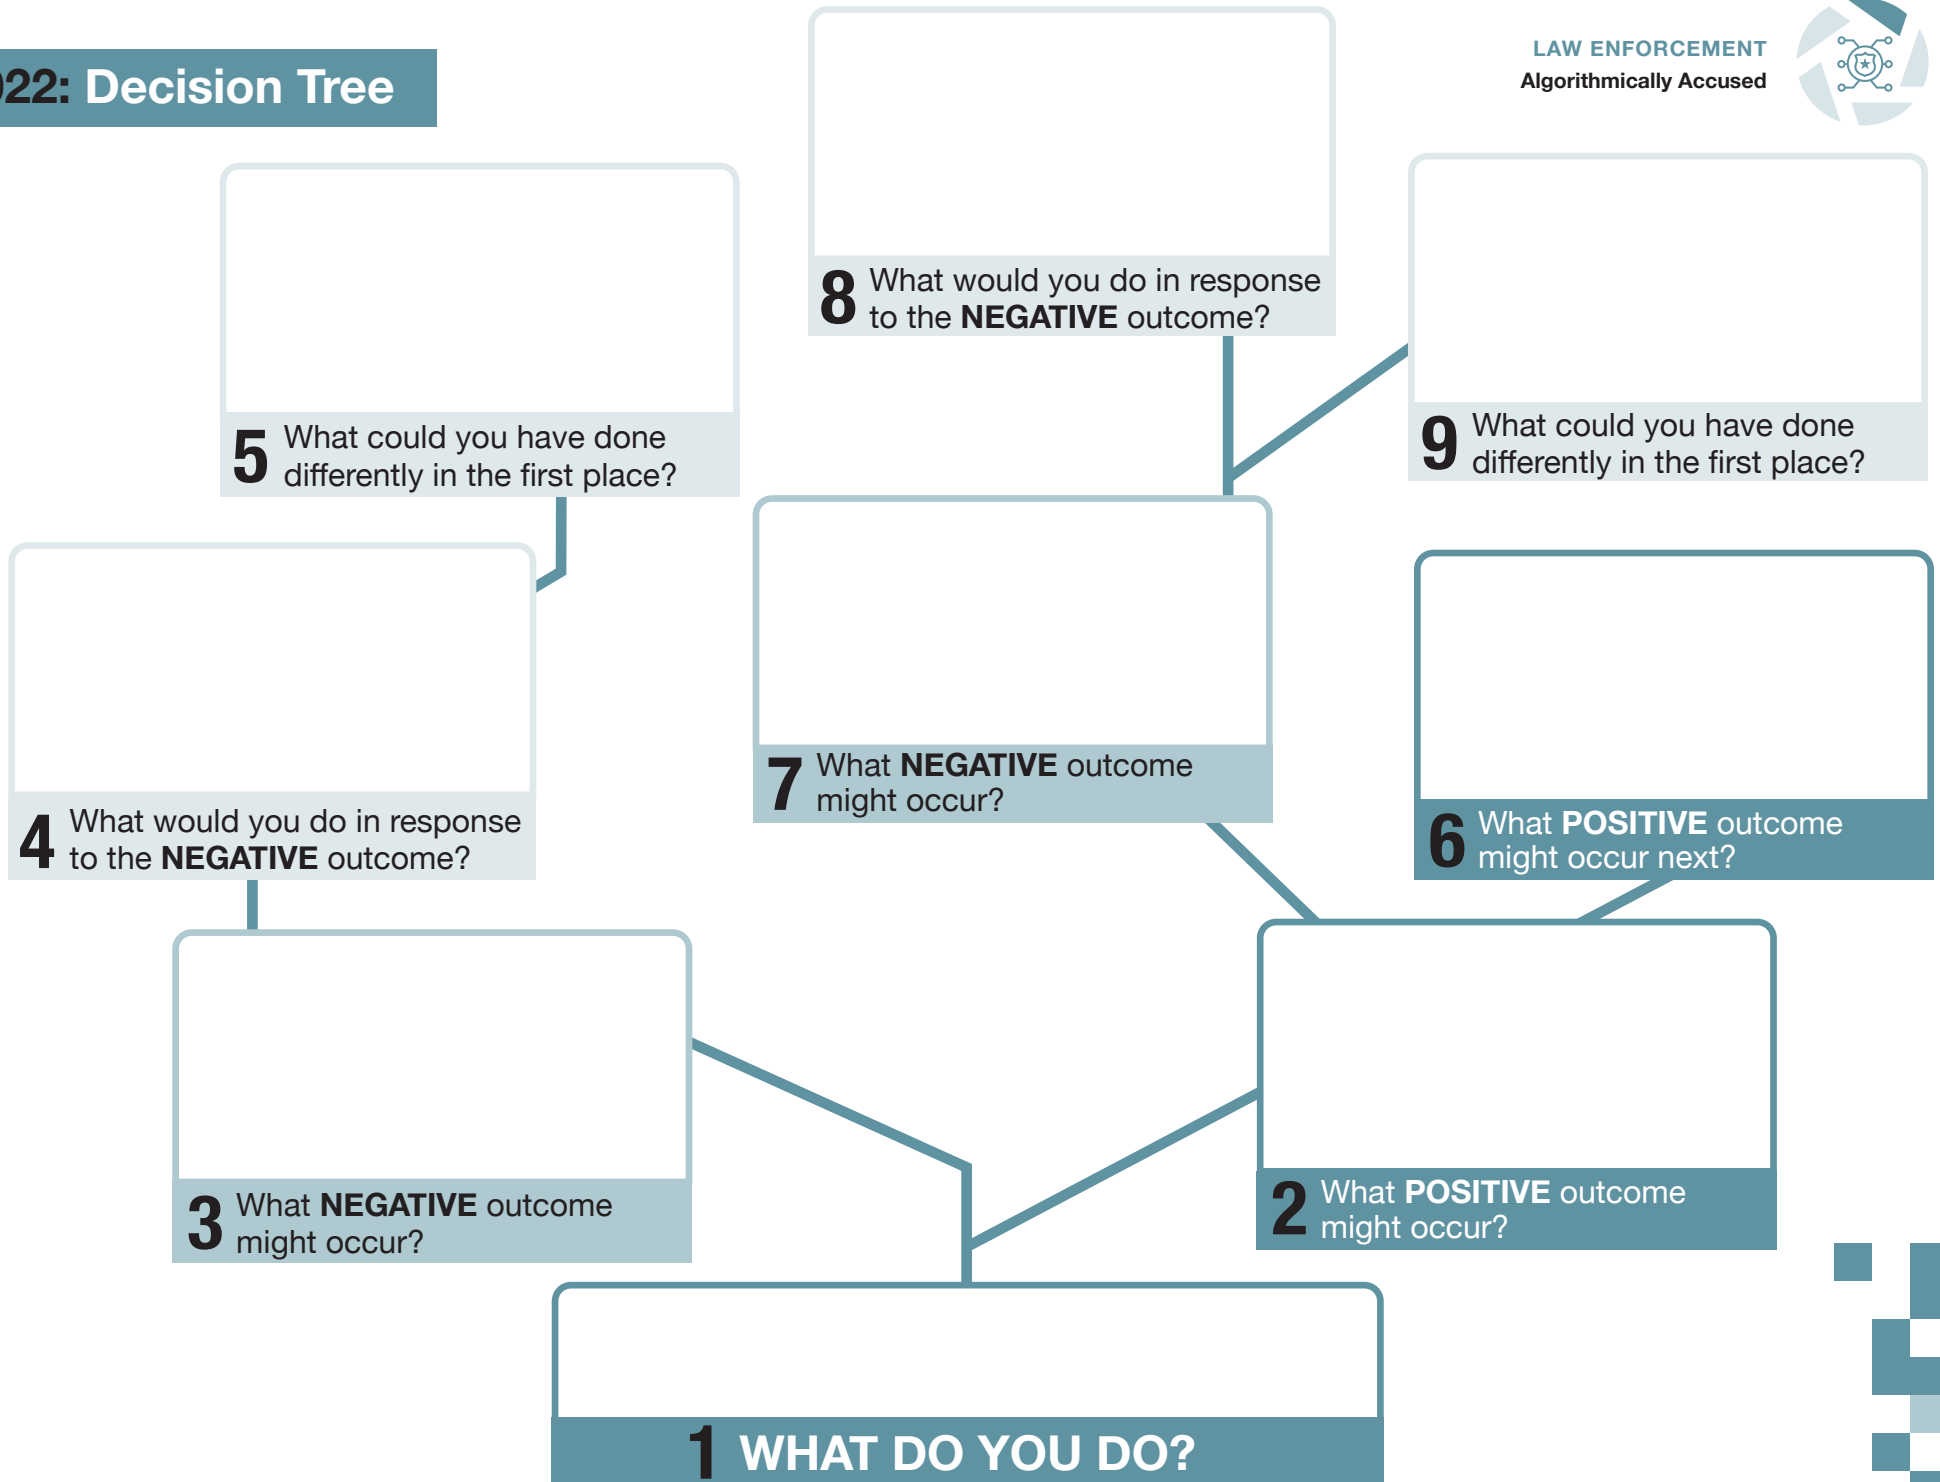 22: Decision Tree
LAW ENFORCEMENT
Algorithmically Accused
8 What would you do in response
to the NEGATIVE outcome?
5 What could you have done
differently in the first place?
9 What could you have done
differently in the first place?
7 What NEGATIVE outcome
might occur?
4 What would you do in response
to the NEGATIVE outcome?
6 What POSITIVE outcome
might occur next?
3 What NEGATIVE outcome
might occur?
2 What POSITIVE outcome
might occur?
1 WHAT DO YOU DO?